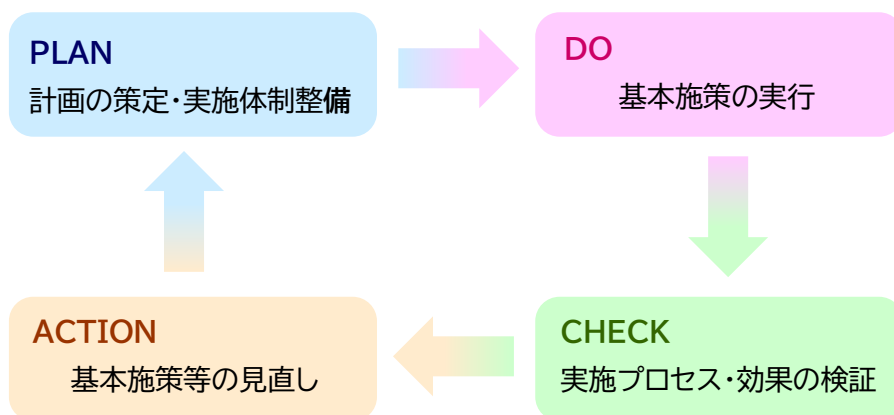 PLAN
計画の策定・実施体制整備
DO
基本施策の実行
CHECK
実施プロセス・効果の検証
ACTION
基本施策等の見直し